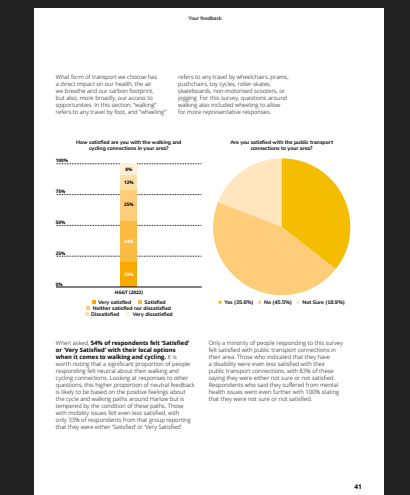 Your feedback
What form of transport we choose has
a direct impact on our health, the air
we breathe and our carbon footprint,
but also, more broadly, our access to
opportunities. In this section, "walking"
refers to any travel by foot, and "wheeling"
refers to any travel by wheelchairs, prams,
pushchairs, toy cycles, roller-skates,
skateboards, non-motorised scooters, or
jogging. For this survey, questions around
walking also included wheeling to allow
for more representative responses.
How satisfied are you with the walking and
cycling connections in your area?
100%
75%
50%
25%
0%
8%
12%
25%
34%
20%
HGGT (2022)
Very satisfied
Satisfied
Neither satisfied nor dissatisfied
Dissatisfied
Very dissatisfied
Are you satisfied with the public transport
connections to your area?
Yes (35.6%)
No (45.5%)
Not Sure (18.9%)
When asked, 54% of respondents felt 'Satisfied'
or 'Very Satisfied' with their local options
when it comes to walking and cycling. It is
worth noting that a significant proportion of people
responding felt neutral about their walking and
cycling connections. Looking at responses to other
questions, this higher proportion of neutral feedback
is likely to be based on the positive feelings about
the cycle and walking paths around Harlow but is
tempered by the condition of these paths. Those
with mobility issues felt even less satisfied, with
only 33% of respondents from that group reporting
that they were either 'Satisfied' or 'Very Satisfied'.
Only a minority of people responding to this survey
felt satisfied with public transport connections in
their area. Those who indicated that they have
a disability were even less satisfied with their
public transport connections, with 83% of these
saying they were either not sure or not satisfied.
Respondents who said they suffered from mental
health issues went even further with 100% stating
that they were not sure or not satisfied.
41